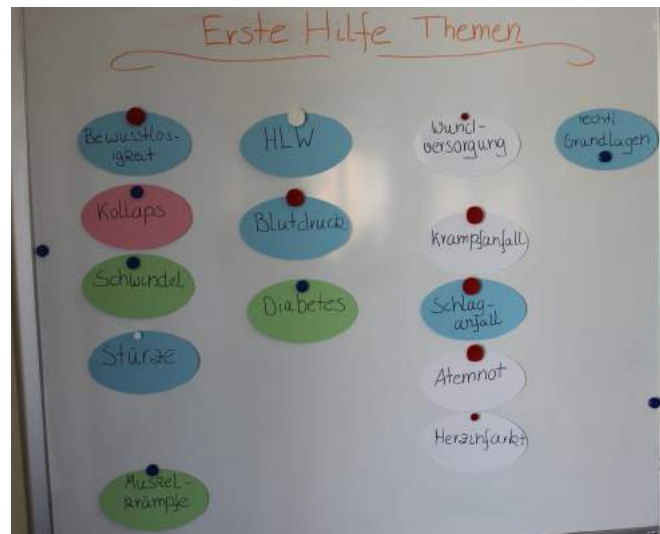 Erste Hilfe Themen
Bewusstlos-
igkeit
Kollaps
Schwindel
Stürze
Muskel-
krämpfe
HLW
Blutdruck
Diabetes
Wund-
versorgung
Krampfanfall
Schlag-
anfall
Atemnot
Herzinfarkt
rechtl
Grundlagen